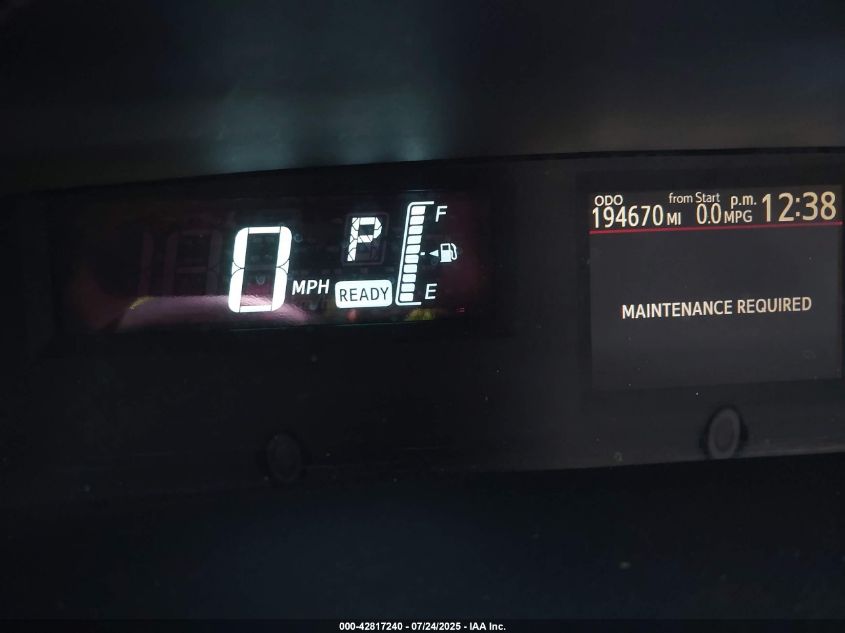 0 MPH
P
READY
F
E
ODO
194670 MI
from Start
0.0 MPG
p.m.
12:38
MAINTENANCE REQUIRED
000-42817240 - 07/24/2025 - IAA Inc.